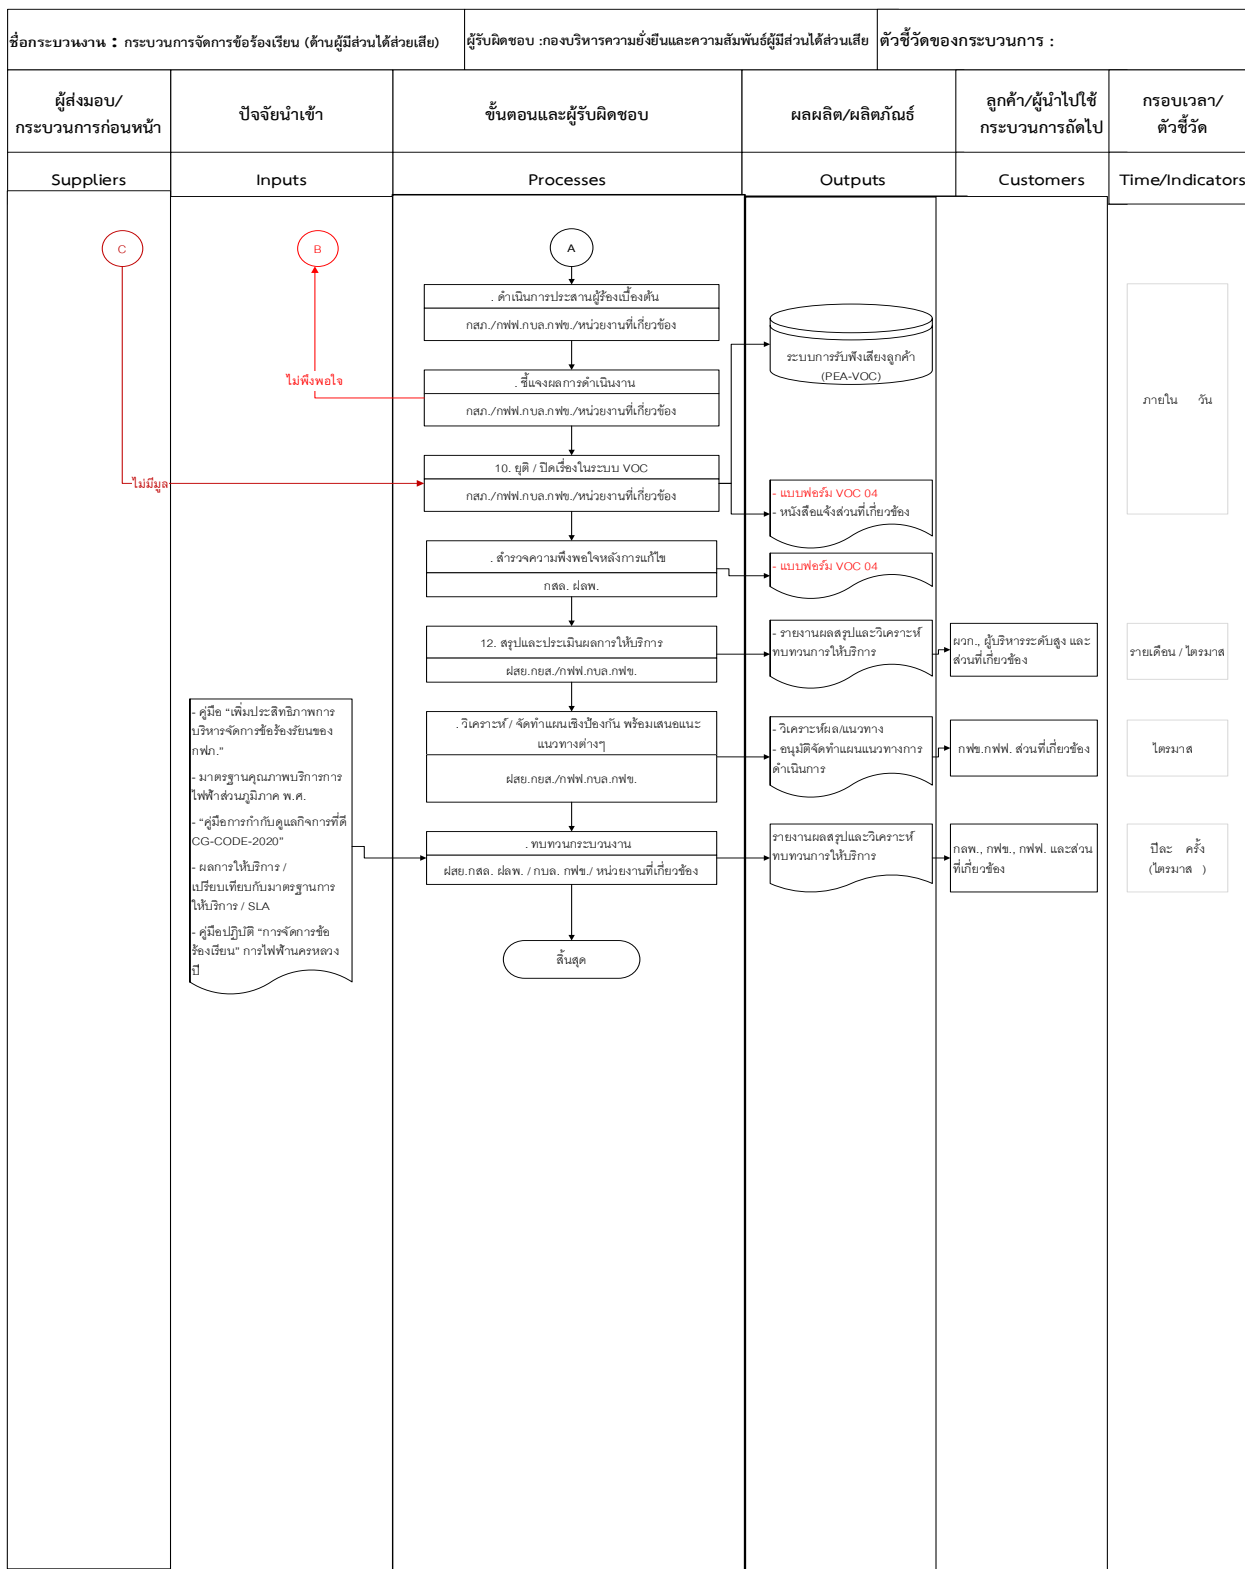 ชื่อกระบวนงาน : กระบวนการจัดการข้อร้องเรียน (ด้านผู้มีส่วนได้ส่วยเสีย)
ผู้รับผิดชอบ :กองบริหารความยั่งยืนและความสัมพันธ์ผู้มีส่วนได้ส่วนเสีย
ตัวชี้วัดของกระบวนการ :
ผู้ส่งมอบ/
กระบวนการก่อนหน้า
ปัจจัยนำเข้า
ขั้นตอนและผู้รับผิดชอบ
ผลผลิต/ผลิตภัณธ์
ลูกค้า/ผู้นำไปใช้
กระบวนการถัดไป
กรอบเวลา/
ตัวชี้วัด
Suppliers
Inputs
Processes
Outputs
Customers
Time/Indicators
C
B
A
. ดำเนินการประสานผู้ร้องเบื้องต้น
กสภ./กฟฟ.กบล.กฟข./หน่วยงานที่เกี่ยวข้อง
ระบบการรับฟังเสียงลูกค้า
(PEA-VOC)
ไม่พึงพอใจ
. ชี้แจงผลการดำเนินงาน
กสภ./กฟฟ.กบล.กฟข./หน่วยงานที่เกี่ยวข้อง
ภายใน วัน
10. ยุติ / ปิดเรื่องในระบบ VOC
กสภ./กฟฟ.กบล.กฟข./หน่วยงานที่เกี่ยวข้อง
ไม่มีมูล
- แบบฟอร์ม VOC 04
- หนังสือแจ้งส่วนที่เกี่ยวข้อง
. สำรวจความพึงพอใจหลังการแก้ไข
กสล. ฝลพ.
- แบบฟอร์ม VOC 04
12. สรุปและประเมินผลการให้บริการ
ฝสย.กยส./กฟฟ.กบล.กฟข.
- รายงานผลสรุปและวิเคราะห์
ทบทวนการให้บริการ
ผวก., ผู้บริหารระดับสูง และ
ส่วนที่เกี่ยวข้อง
รายเดือน / ไตรมาส
- คู่มือ “เพิ่มประสิทธิภาพการ
บริหารจัดการข้อร้องรัยนของ
กฟภ.”
- มาตรฐานคุณภาพบริการการ
ไฟฟ้าส่วนภูมิภาค พ.ศ.
- “คู่มือการกำกับดูแลกิจการที่ดี
CG-CODE-2020”
- ผลการให้บริการ /
เปรียบเทียบกับมาตรฐานการ
ให้บริการ / SLA
- คู่มือปฏิบัติ “การจัดการข้อ
ร้องเรียน” การไฟฟ้านครหลวง
ปี
. วิเคราะห์ / จัดทำแผนเชิงป้องกัน พร้อมเสนอแนะ
แนวทางต่างๆ
ฝสย.กยส./กฟฟ.กบล.กฟข.
- วิเคราะห์ผล/แนวทาง
- อนุมัติจัดทำแผนแนวทางการ
ดำเนินการ
กฟข.กฟฟ. ส่วนที่เกี่ยวข้อง
ไตรมาส
. ทบทวนกระบวนงาน
ฝสย.กสล. ฝลพ. / กบล. กฟข./ หน่วยงานที่เกี่ยวข้อง
รายงานผลสรุปและวิเคราะห์
ทบทวนการให้บริการ
กลพ., กฟข., กฟฟ. และส่วน
ที่เกี่ยวข้อง
ปีละ ครั้ง
(ไตรมาส )
สิ้นสุด